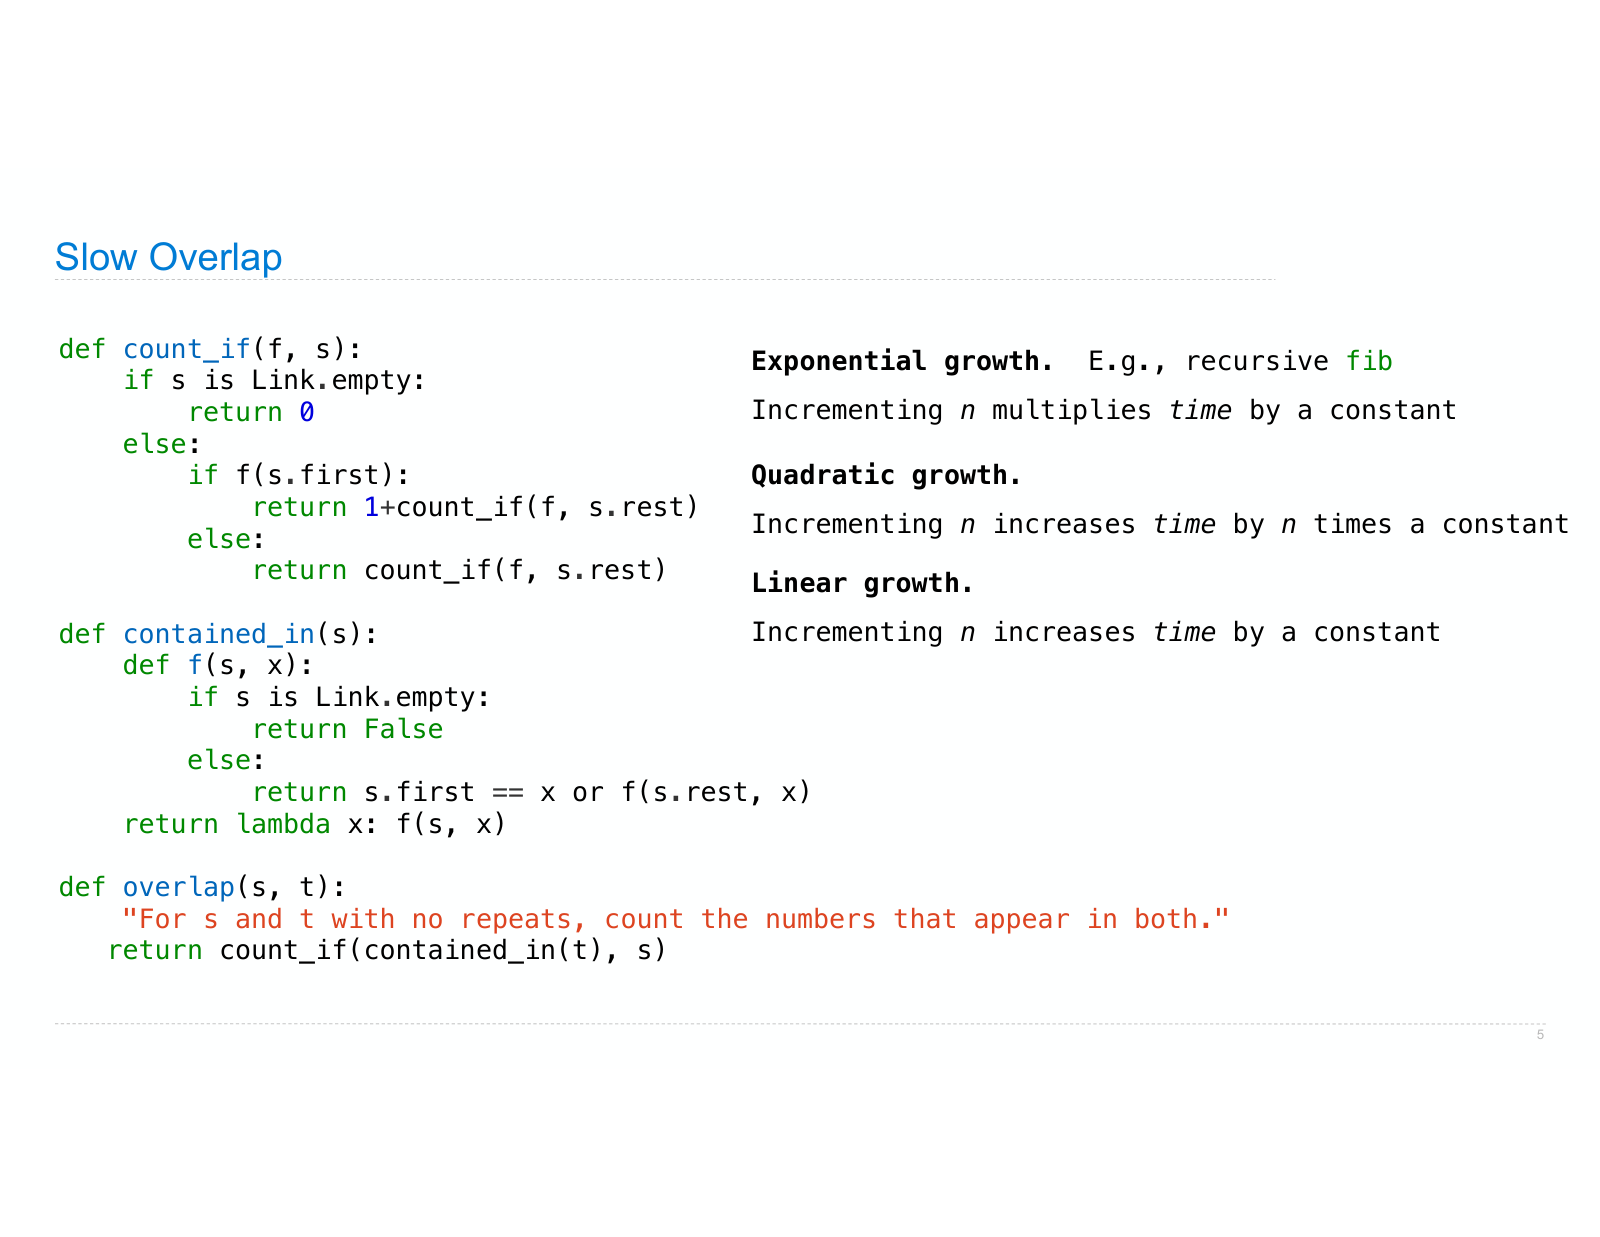 Slow Overlap
def count_if(f, s):
    if s is Link.empty:
        return 0
    else:
        if f(s.first):
            return 1+count_if(f, s.rest)
        else:
            return count_if(f, s.rest)

def contained_in(s):
    def f(s, x):
        if s is Link.empty:
            return False
        else:
            return s.first == x or f(s.rest, x)
    return lambda x: f(s, x)

def overlap(s, t):
    "For s and t with no repeats, count the numbers that appear in both."
   return count_if(contained_in(t), s)
Exponential growth.  E.g., recursive fib
Incrementing n multiplies time by a constant
Quadratic growth.
Incrementing n increases time by n times a constant
Linear growth.
Incrementing n increases time by a constant
5